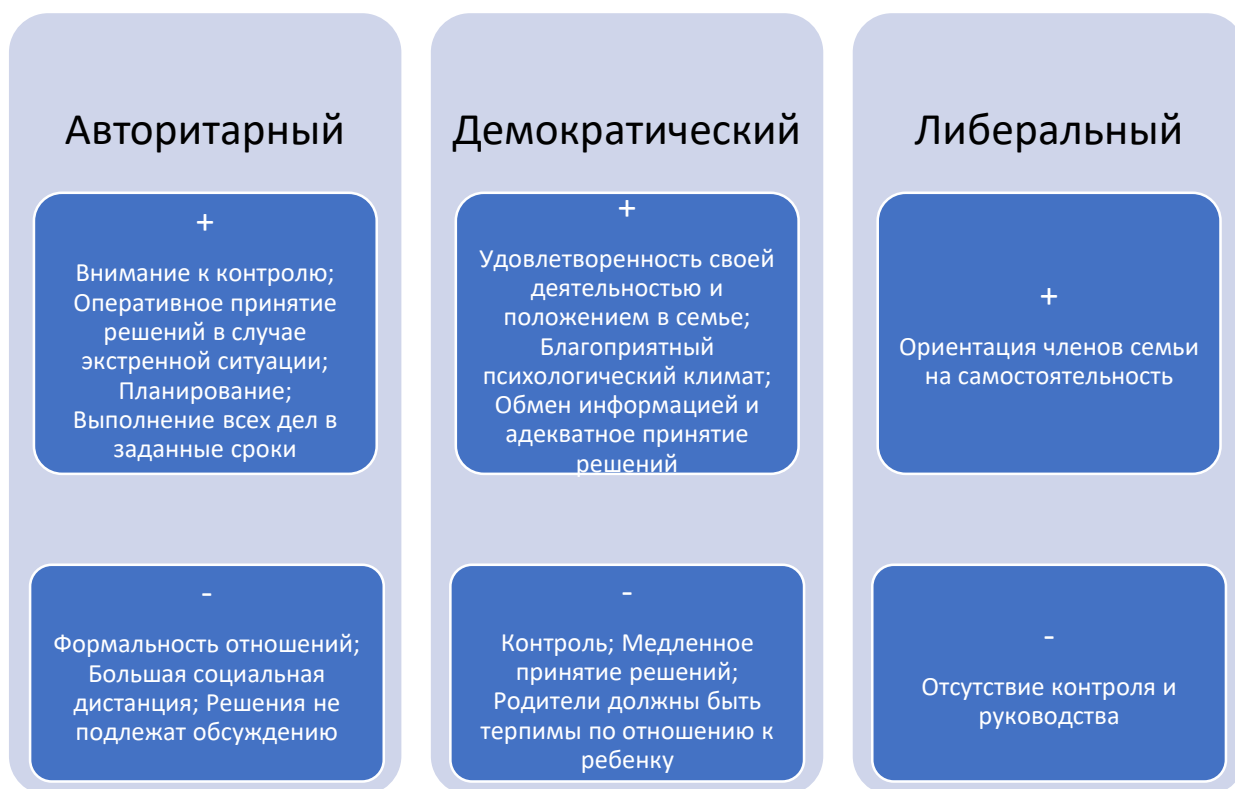 Авторитарный
+
Внимание к контролю;
Оперативное принятие
решений в случае
экстренной ситуации;
Планирование;
Выполнение всех дел в
заданные сроки
-
Формальность отношений;
Большая социальная
дистанция; Решения не
подлежат обсуждению
Демократический
+
Удовлетворенность своей
деятельностью и
положением в семье;
Благоприятный
психологический климат;
Обмен информацией и
адекватное принятие
решений
-
Контроль; Медленное
принятие решений;
Родители должны быть
терпимы по отношению к
ребенку
Либеральный
+
Ориентация членов семьи
на самостоятельность
-
Отсутствие контроля и
руководства